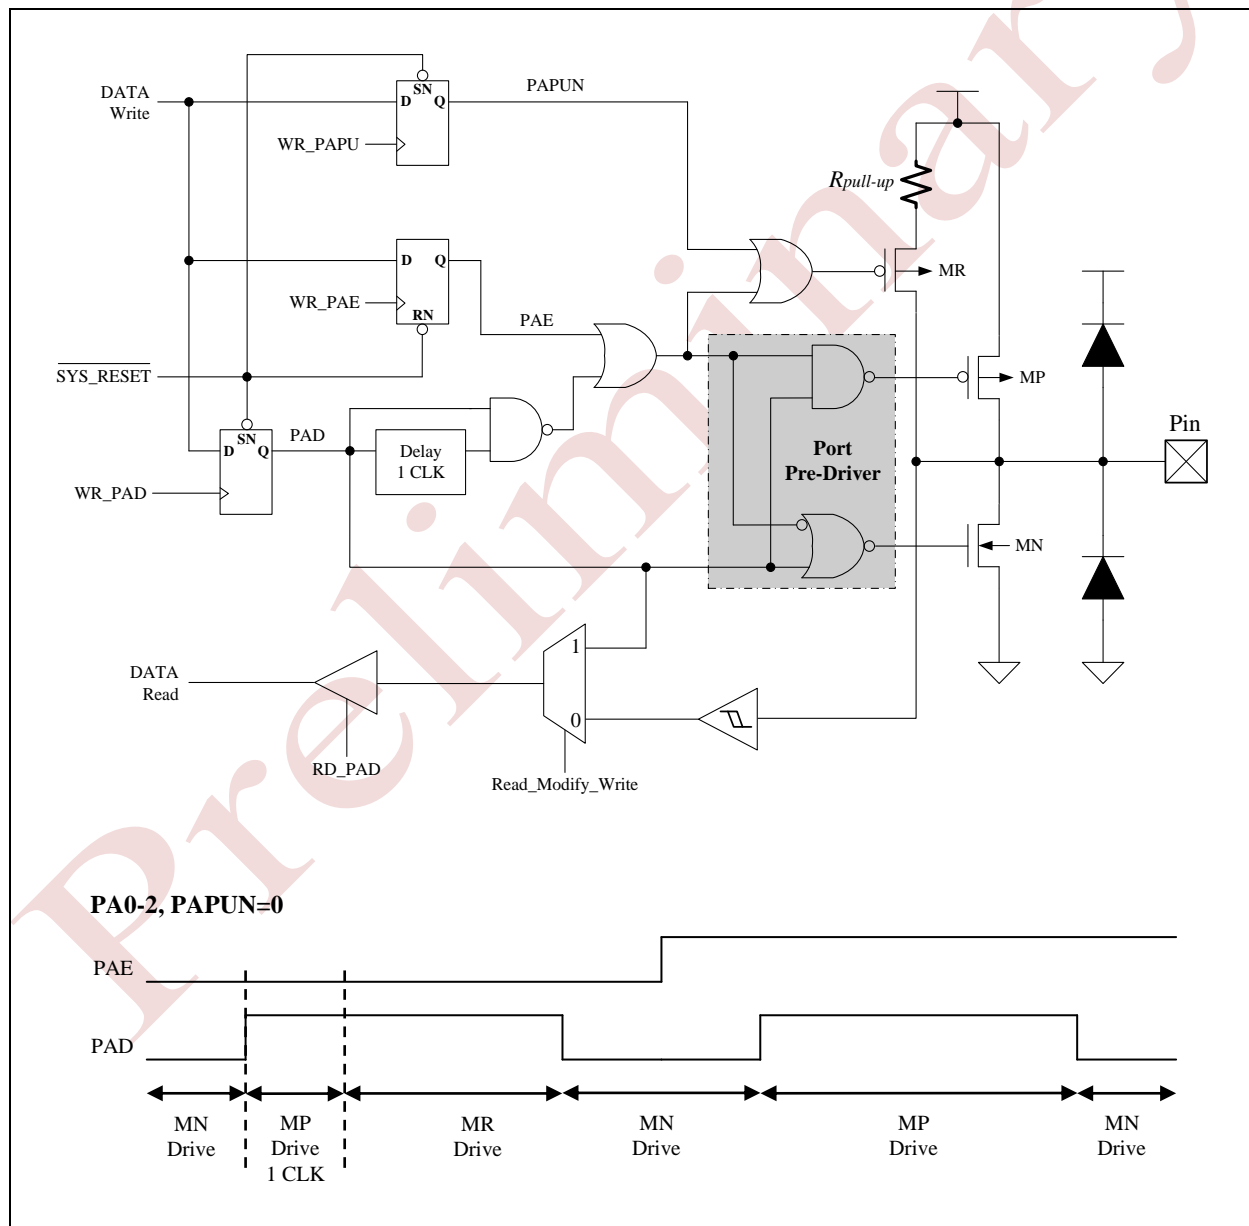 Preliminary
DATA
Write
D
SN
Q
PAPUN
WR_PAPU
Rpull-up
D
Q
WR_PAE
RN
PAE
MR
SYS_RESET
MP
PAD
D
SN
Q
Delay
1 CLK
Port
Pre-Driver
Pin
WR_PAD
MN
1
DATA
Read
0
RD_PAD
Read_Modify_Write
PA0-2, PAPUN=0
PAE
PAD
MN
Drive
MP
Drive
1 CLK
MR
Drive
MN
Drive
MP
Drive
MN
Drive